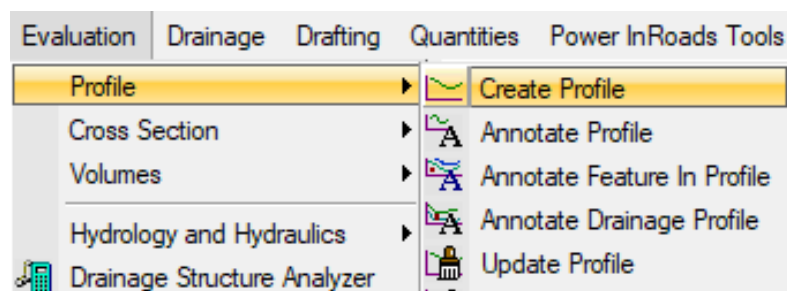 Evaluation Drainage Drafting Quantities Power InRoads Tools
Profile Create Profile
Cross Section Annotate Profile
Volumes Annotate Feature In Profile
Hydrology and Hydraulics Annotate Drainage Profile
Drainage Structure Analyzer Update Profile